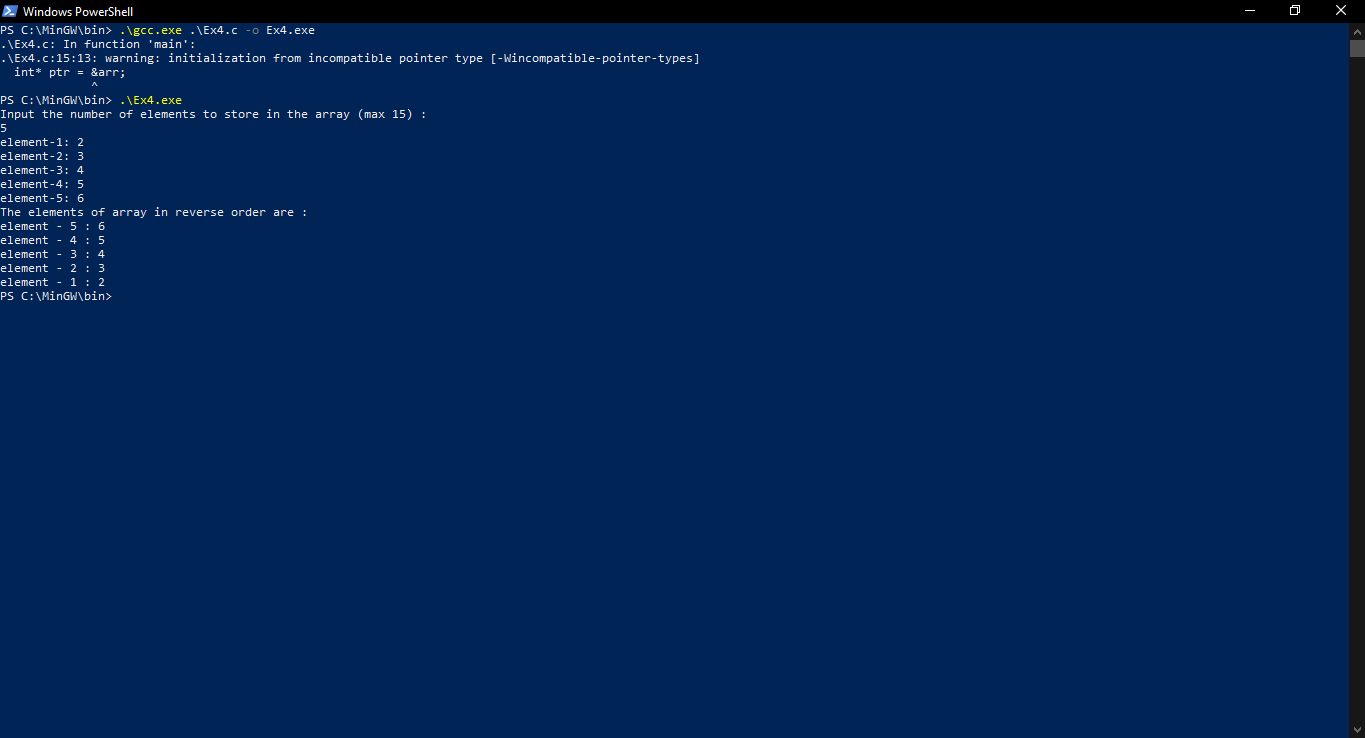 Windows PowerShell
PS C:\MinGW\bin> .\gcc.exe .\Ex4.c -o Ex4.exe
.\Ex4.c: In function 'main':
.\Ex4.c:15:13: warning: initialization from incompatible pointer type [-Wincompatible-pointer-types]
  int* ptr = &arr;
             ^
PS C:\MinGW\bin> .\Ex4.exe
Input the number of elements to store in the array (max 15) :
5
element-1: 2
element-2: 3
element-3: 4
element-4: 5
element-5: 6
The elements of array in reverse order are :
element - 5 : 6
element - 4 : 5
element - 3 : 4
element - 2 : 3
element - 1 : 2
PS C:\MinGW\bin>